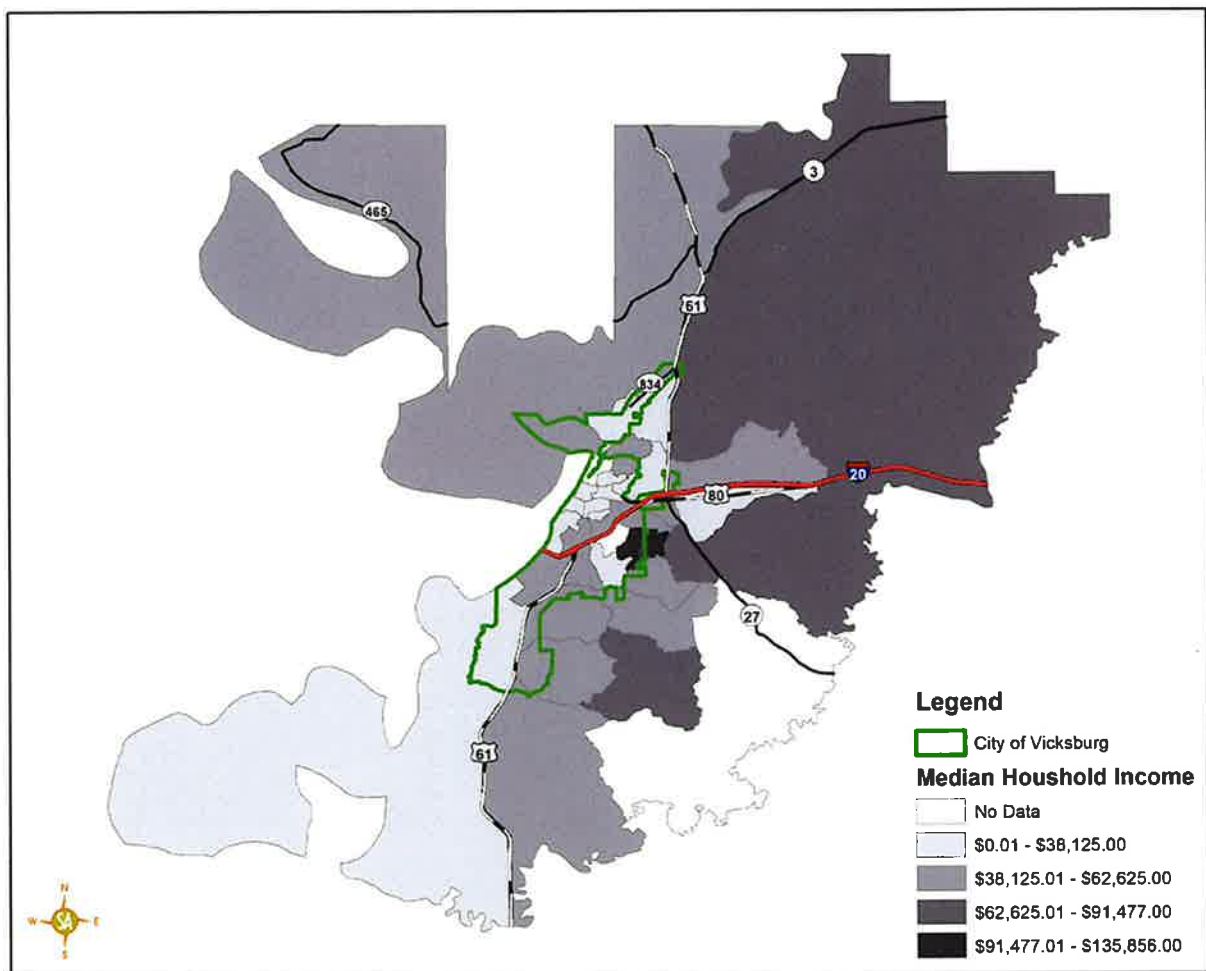 465
3
61
834
20
80
27
61
Legend
City of Vicksburg
Median Houshold Income
No Data
$0.01 - $38,125.00
$38,125.01 - $62,625.00
$62,625.01 - $91,477.00
$91,477.01 - $135,856.00
N
W E
SA
S